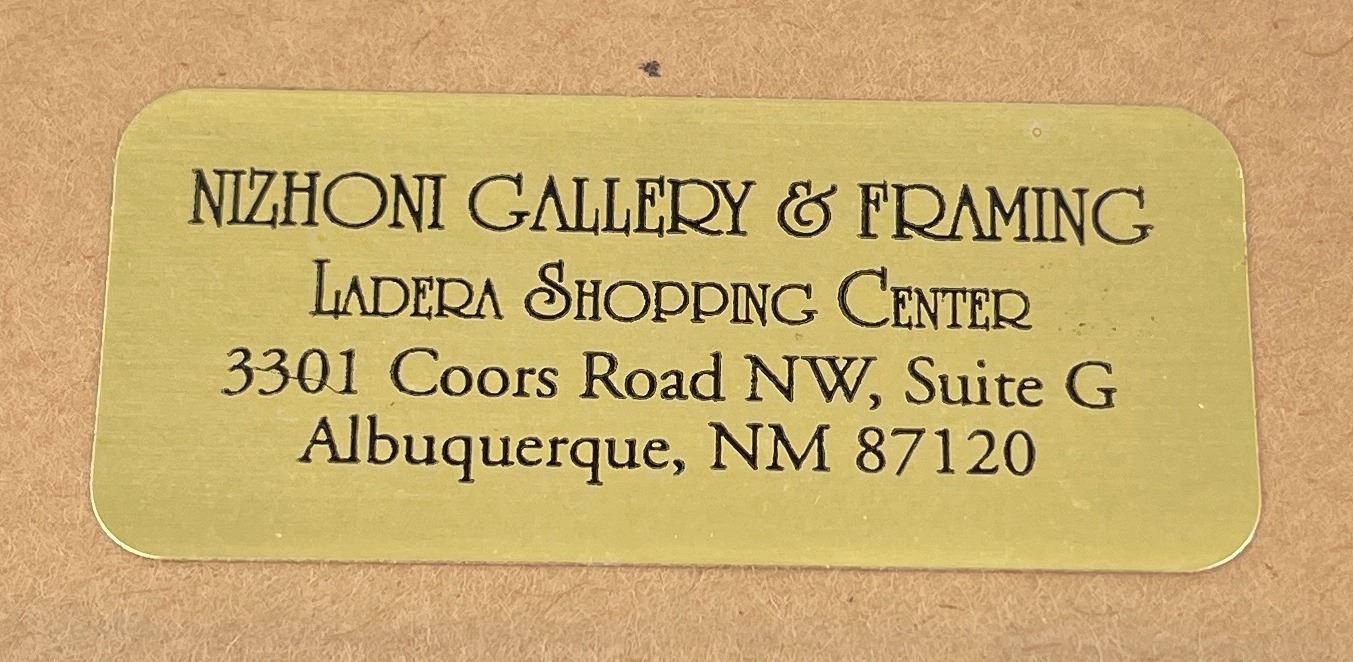 NIZHONI GALLERY & FRAMING
LADERA SHOPPING CENTER
3301 Coors Road NW, Suite G
Albuquerque, NM 87120